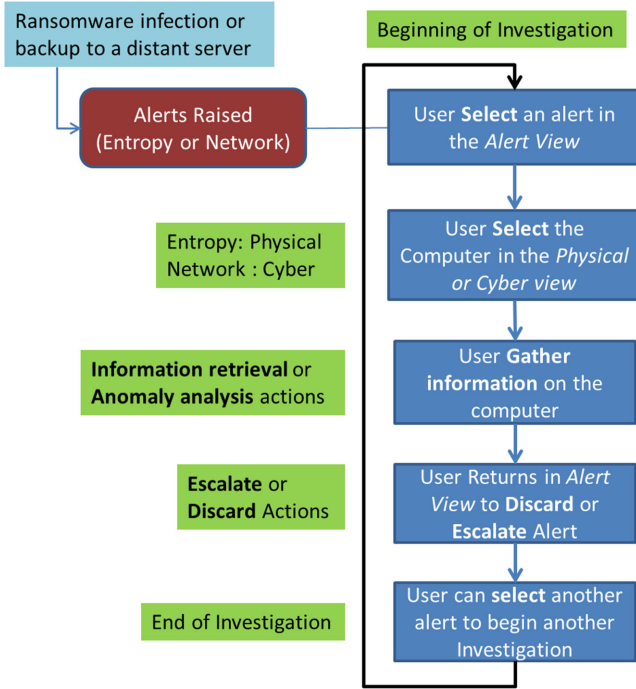 Ransomware infection or
backup to a distant server
Beginning of Investigation
Alerts Raised
(Entropy or Network)
User Select an alert in
the Alert View
Entropy: Physical
Network : Cyber
User Select the
Computer in the Physical
or Cyber view
Information retrieval or
Anomaly analysis actions
User Gather
information on the
computer
Escalate or
Discard Actions
User Returns in Alert
View to Discard or
Escalate Alert
End of Investigation
User can select another
alert to begin another
Investigation